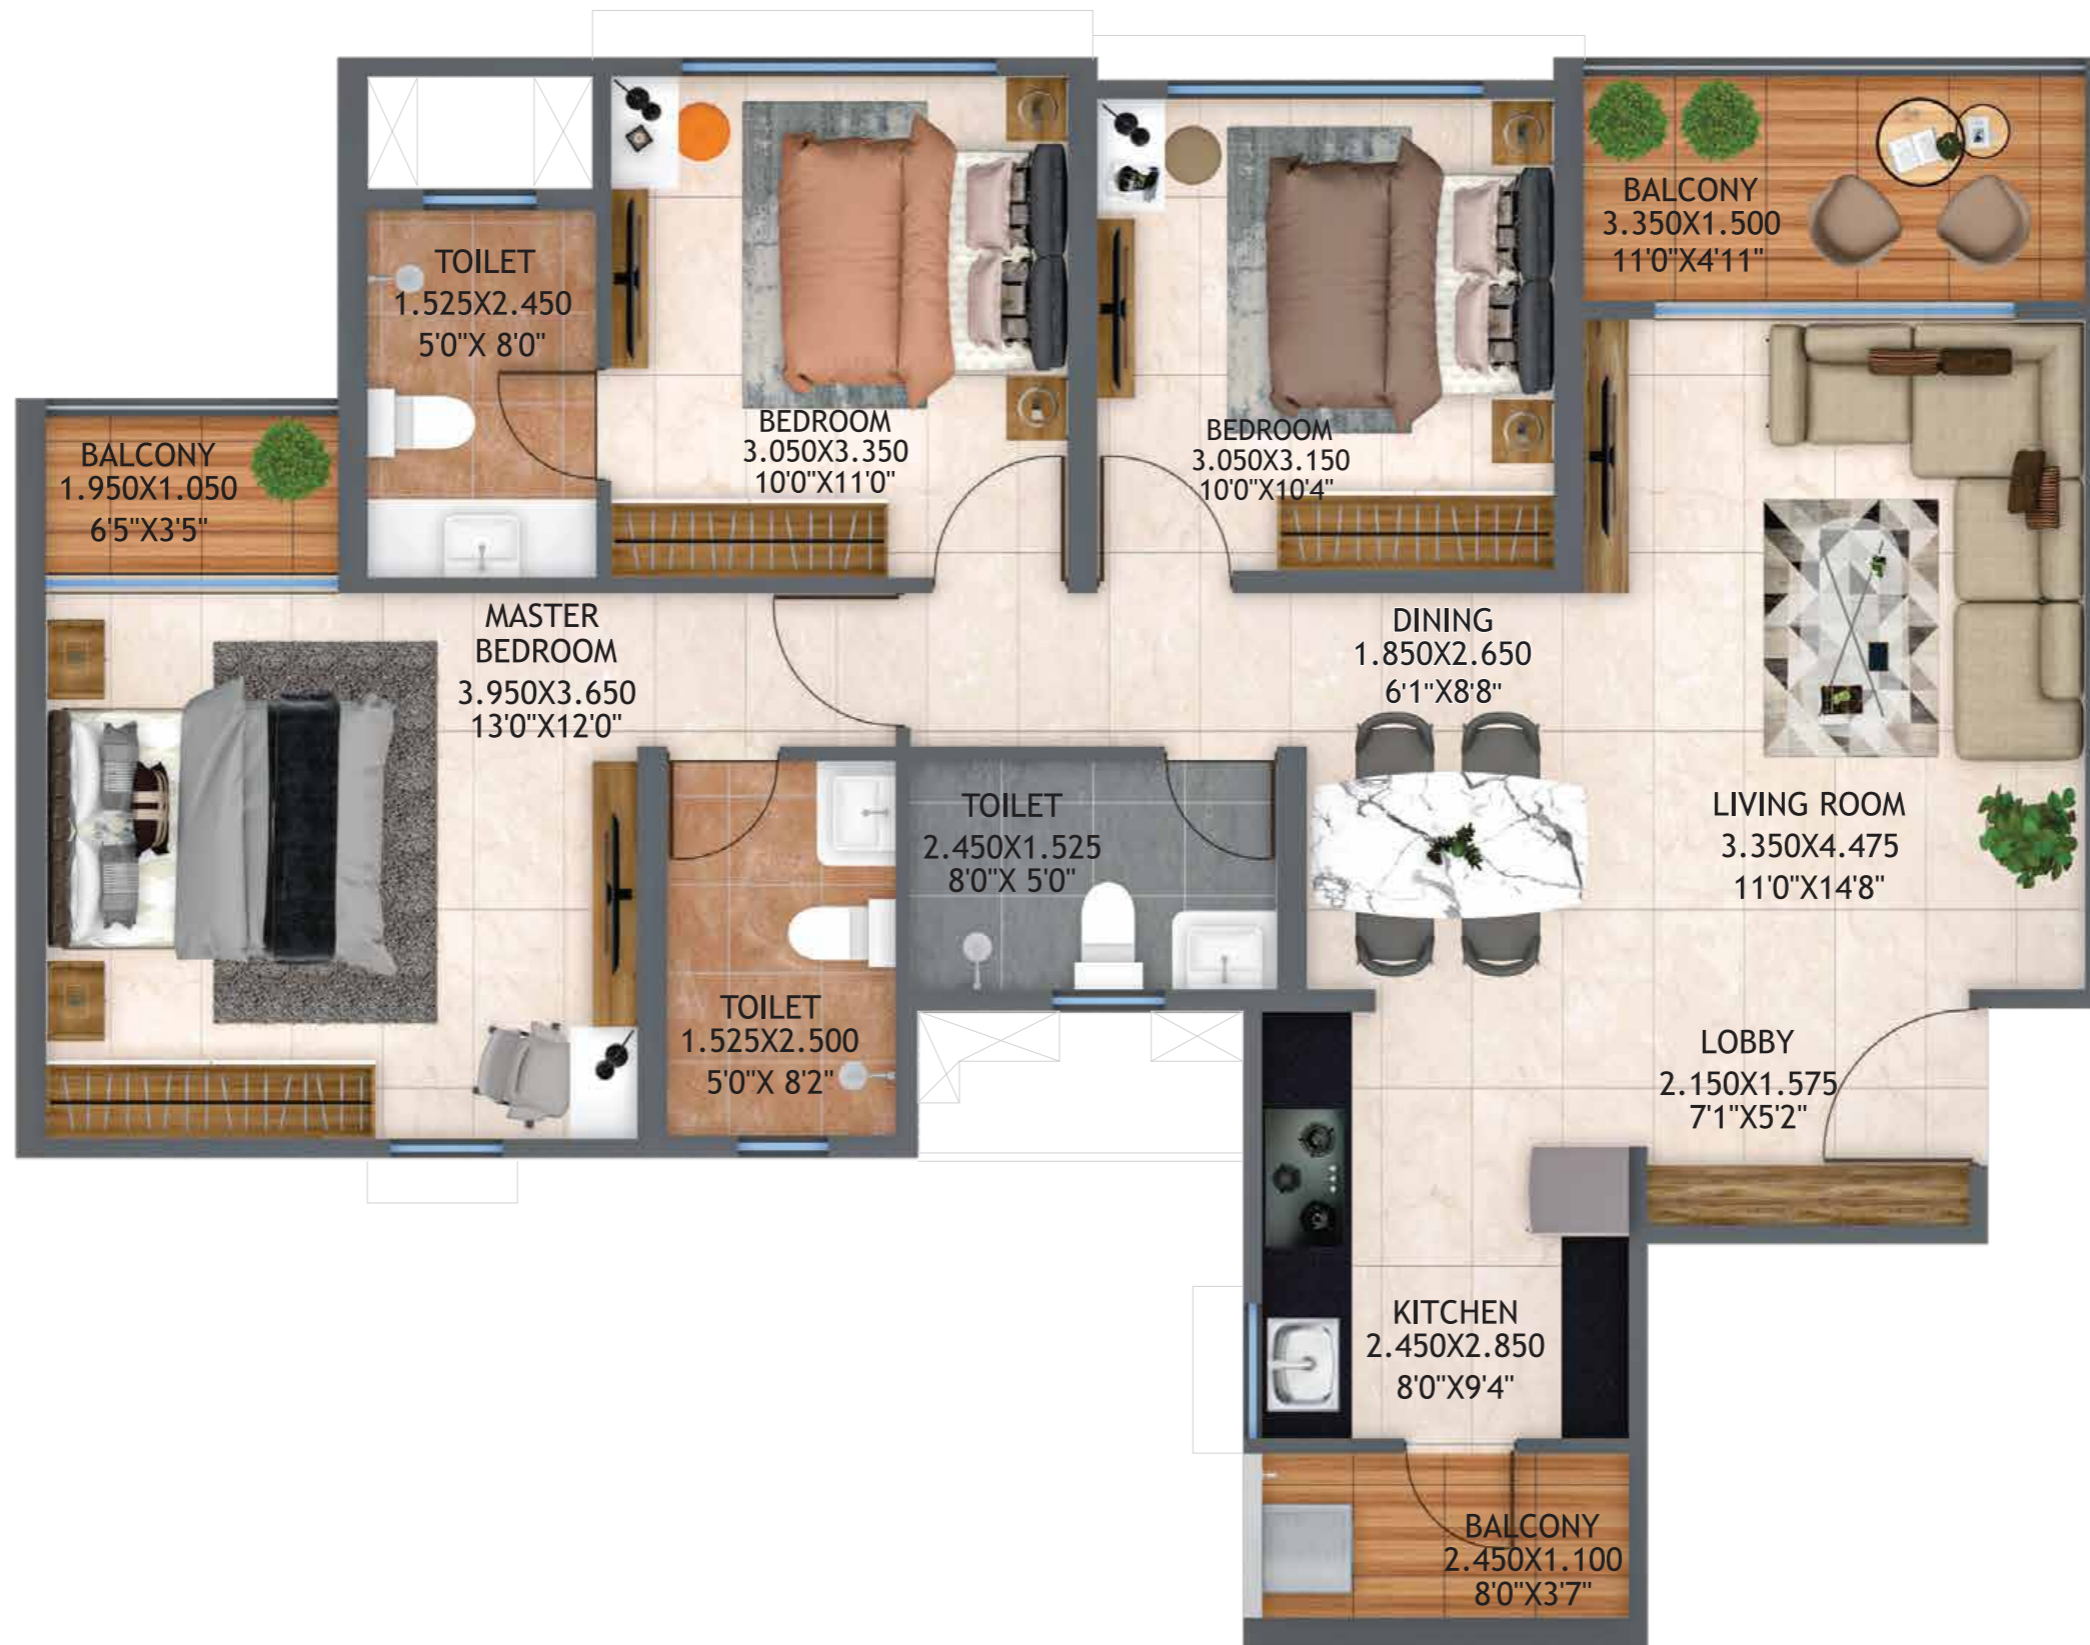 BALCONY
3.350X1.500
11'0"X4'11"
TOILET
1.525X2.450
5'0"X 8'0"
BEDROOM
3.050X3.350
10'0"X11'0"
BEDROOM
3.050X3.150
10'0"X10'4"
BALCONY
1.950X1.050
6'5"X3'5"
MASTER
BEDROOM
3.950X3.650
13'0"X12'0"
DINING
1.850X2.650
6'1"X8'8"
TOILET
2.450X1.525
8'0"X 5'0"
LIVING ROOM
3.350X4.475
11'0"X14'8"
TOILET
1.525X2.500
5'0"X 8'2"
LOBBY
2.150X1.575
7'1"X5'2"
KITCHEN
2.450X2.850
8'0"X9'4"
BALCONY
2.450X1.100
8'0"X3'7"